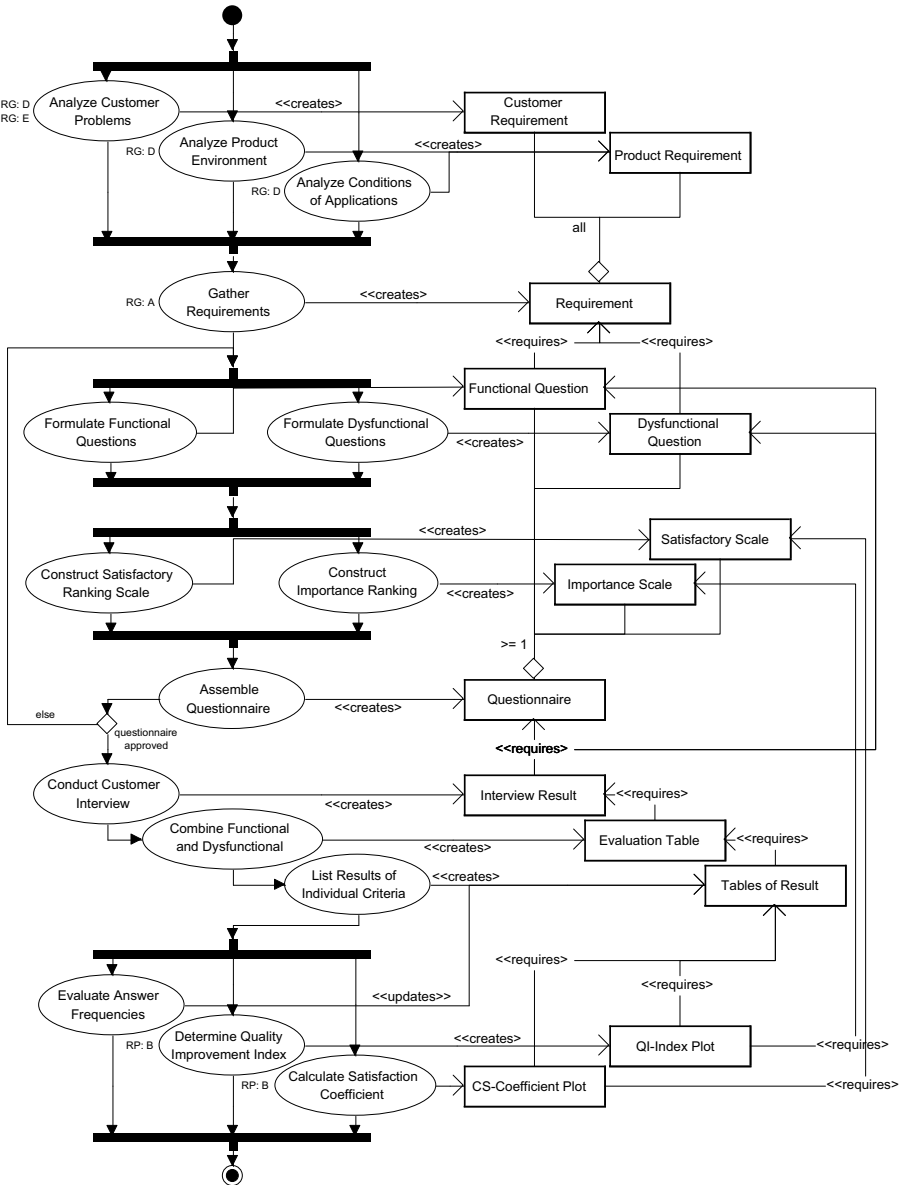 RG: D
RG: E
Analyze Customer
Problems
<<creates>
Customer
Requirement
RG: D
Analyze Product
Environment
<<creates>
Product Requirement
RG: D
Analyze Conditions
of Applications
all
RG: A
Gather
Requirements
<<creates>
Requirement
<<requires>
<<requires>
Functional Question
Formulate Functional
Questions
Formulate Dysfunctional
Questions
<<creates>
Dysfunctional
Question
<<creates>
Satisfactory Scale
Construct Satisfactory
Ranking Scale
Construct
Importance Ranking
<<creates>
Importance Scale
>= 1
Assemble
Questionnaire
<<creates>
Questionnaire
else
questionnaire
approved
<<requires>
Conduct Customer
Interview
<<creates>
Interview Result
<<requires>
Combine Functional
and Dysfunctional
<<creates>
Evaluation Table
<<requires>
List Results of
Individual Criteria
<<creates>
Tables of Result
<<requires>
<<requires>
Evaluate Answer
Frequencies
<<updates>>
RP: B
Determine Quality
Improvement Index
<<creates>
QI-Index Plot
<<requires>
RP: B
Calculate Satisfaction
Coefficient
CS-Coefficient Plot
<<requires>